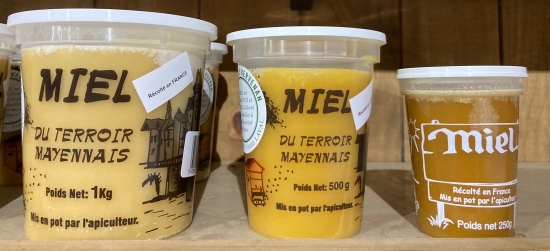 MIEL
Récolté en FRANCE
DU TERROIR
MAYENNAIS
Poids Net: 1Kg
Mis en pot par l'apiculteur.
MIEL
DU TERROIR
MAYENNAIS
Poids Net: 500 g
Mis en pot par l'apiculteur.
Miel
Récolté en France
Mis en pot par l'apiculteur
Poids net 250g